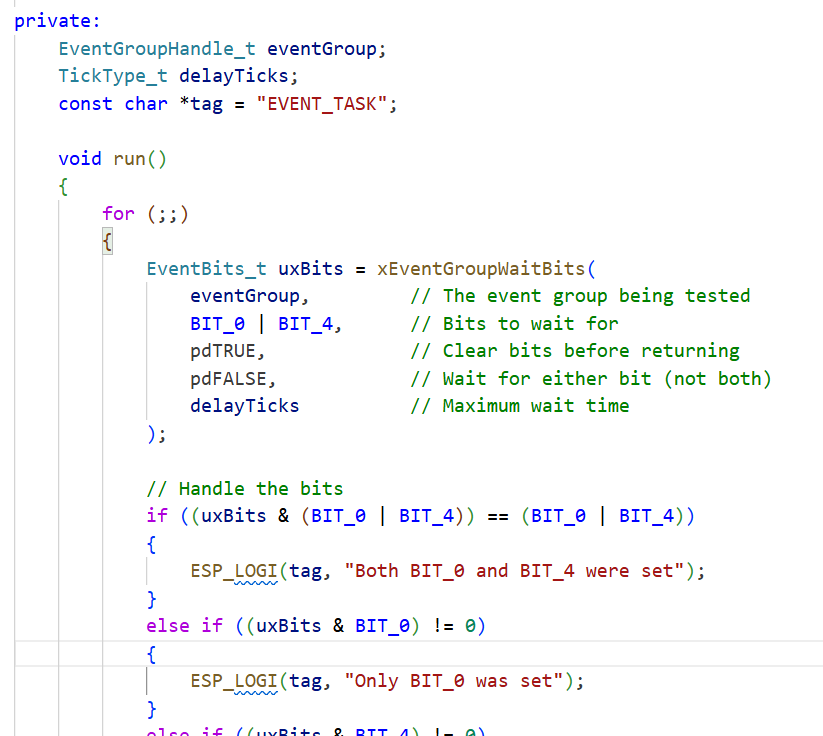 private:
    EventGroupHandle_t eventGroup;
    TickType_t delayTicks;
    const char *tag = "EVENT_TASK";

    void run()
    {
        for (;;)
        {
            EventBits_t uxBits = xEventGroupWaitBits(
                eventGroup,         // The event group being tested
                BIT_0 | BIT_4,      // Bits to wait for
                pdTRUE,             // Clear bits before returning
                pdFALSE,            // Wait for either bit (not both)
                delayTicks          // Maximum wait time
            );

            // Handle the bits
            if ((uxBits & (BIT_0 | BIT_4)) == (BIT_0 | BIT_4))
            {
                ESP_LOGI(tag, "Both BIT_0 and BIT_4 were set");
            }
            else if ((uxBits & BIT_0) != 0)
            {
                ESP_LOGI(tag, "Only BIT_0 was set");
            }
            else if ((uxBits & BIT_4) != 0)